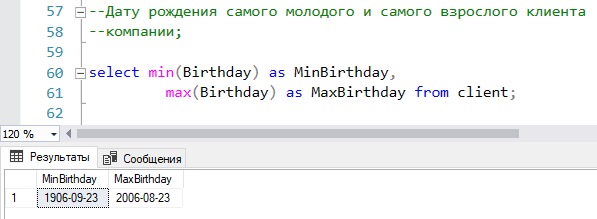 57 --Дату рождения самого молодого и самого взрослого клиента
58 --компании;
59
60 select min(Birthday) as MinBirthday,
61 max(Birthday) as MaxBirthday from client;
62
120 %
Результаты Сообщения
MinBirthday MaxBirthday
1 1906-09-23 2006-08-23